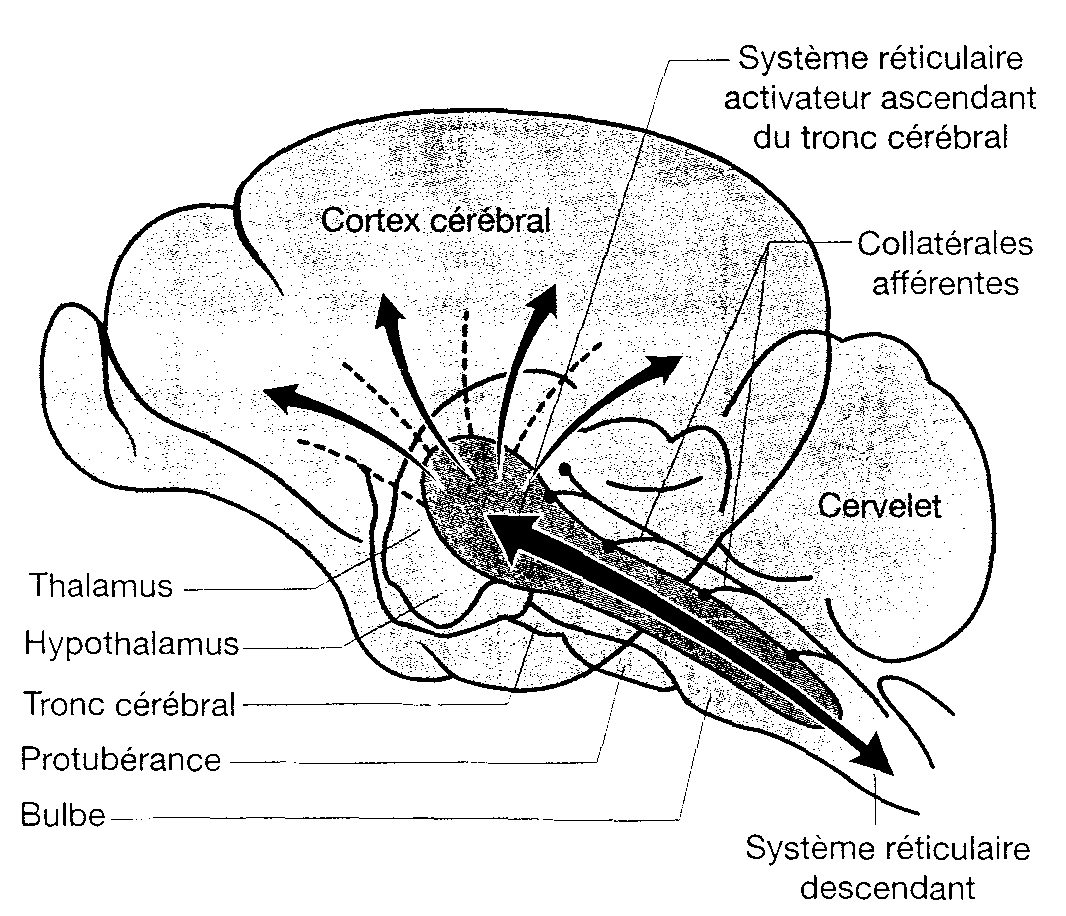 Système réticulaire
activateur ascendant
du tronc cérébral
Cortex cérébral
Collatérales
afférentes
Cervelet
Thalamus
Hypothalamus
Tronc cérébral
Protubérance
Bulbe
Système réticulaire
descendant